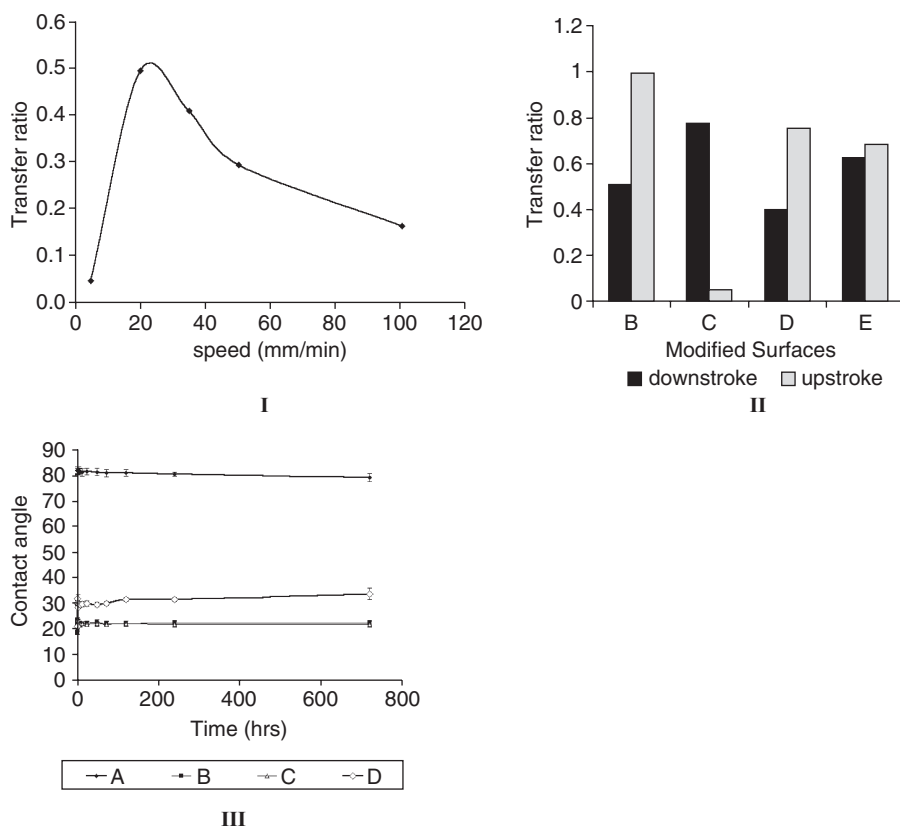 0.6
0.5
0.4
0.3
0.2
0.1
0.0
Transfer ratio
0 20 40 60 80 100 120
speed (mm/min)
I
1.2
1
0.8
0.6
0.4
0.2
0
Transfer ratio
B C D E
Modified Surfaces
downstroke upstroke
II
90
80
70
60
50
40
30
20
10
0
Contact angle
0 200 400 600 800
Time (hrs)
A B C D
III